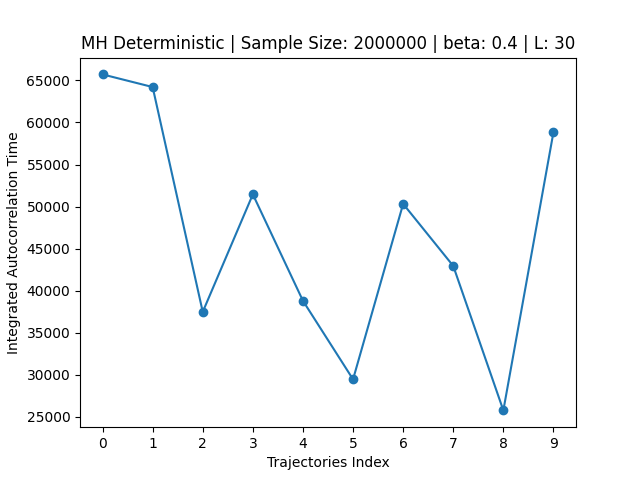 MH Deterministic | Sample Size: 2000000 | beta: 0.4 | L: 30
Integrated Autocorrelation Time
65000
60000
55000
50000
45000
40000
35000
30000
25000
0 1 2 3 4 5 6 7 8 9
Trajectories Index